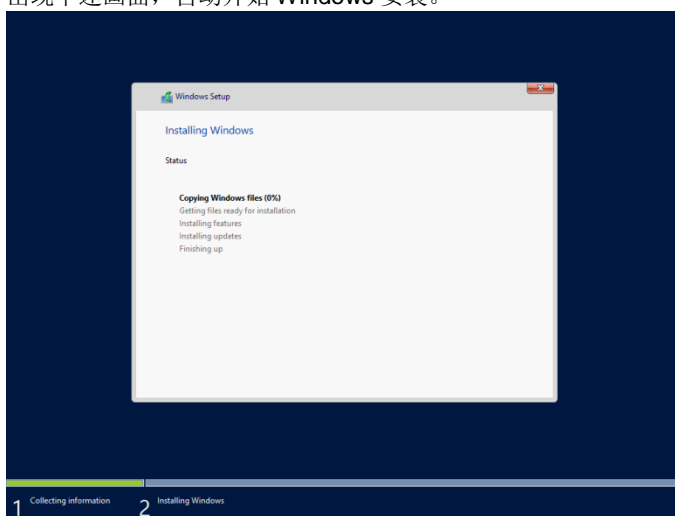 出现下述画面，自动开始 Windows 安装。
Windows Setup
Installing Windows
Status
Copying Windows files (0%)
Getting files ready for installation
Installing features
Installing updates
Finishing up
1 Collecting information
2 Installing Windows